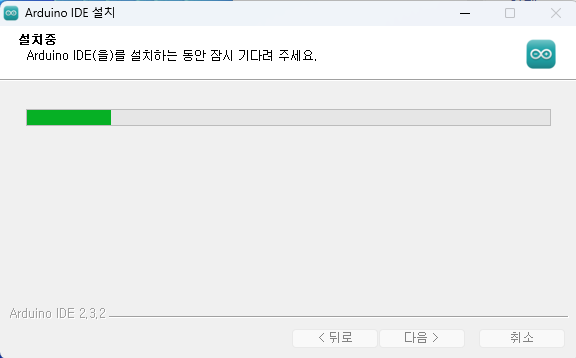 Arduino IDE 설치
설치중
Arduino IDE(을)를 설치하는 동안 잠시 기다려 주세요.
Arduino IDE 2.3.2
< 뒤로
다음 >
취소